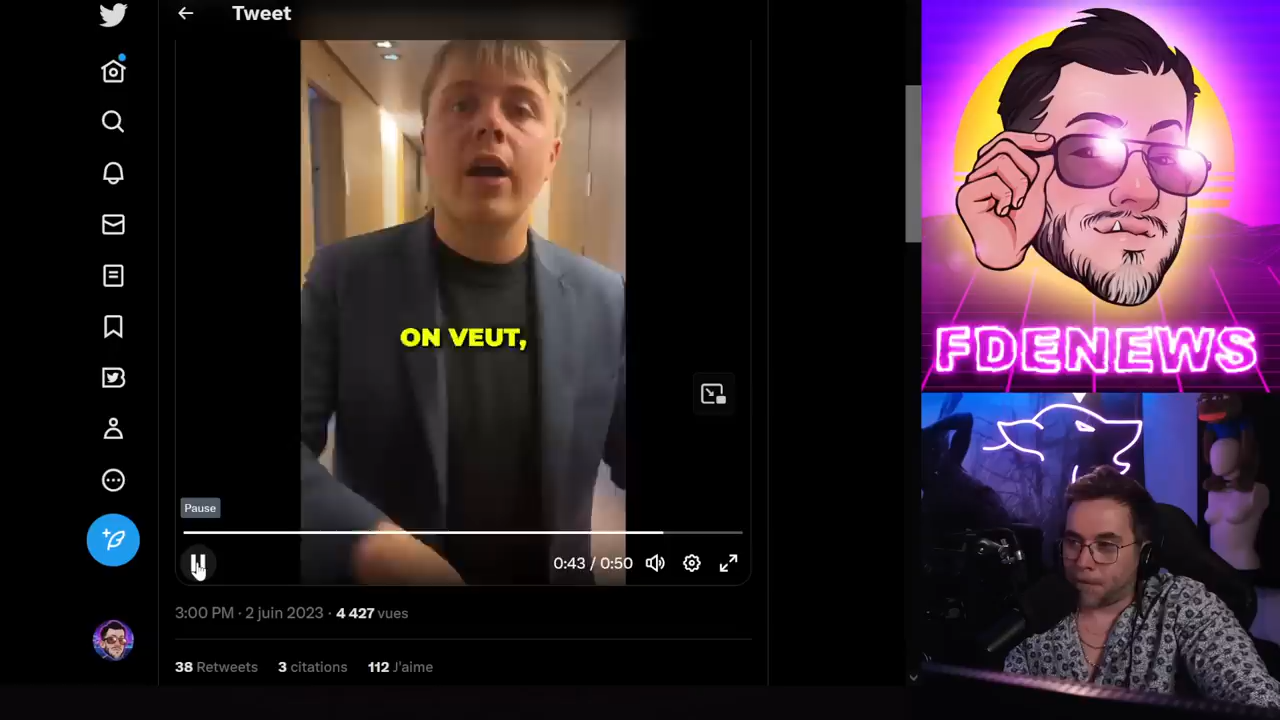 Tweet
ON VEUT,
Pause
0:43 / 0:50
3:00 PM · 2 juin 2023 · 4 427 vues
38 Retweets 3 citations 112 J'aime
FDENEWS